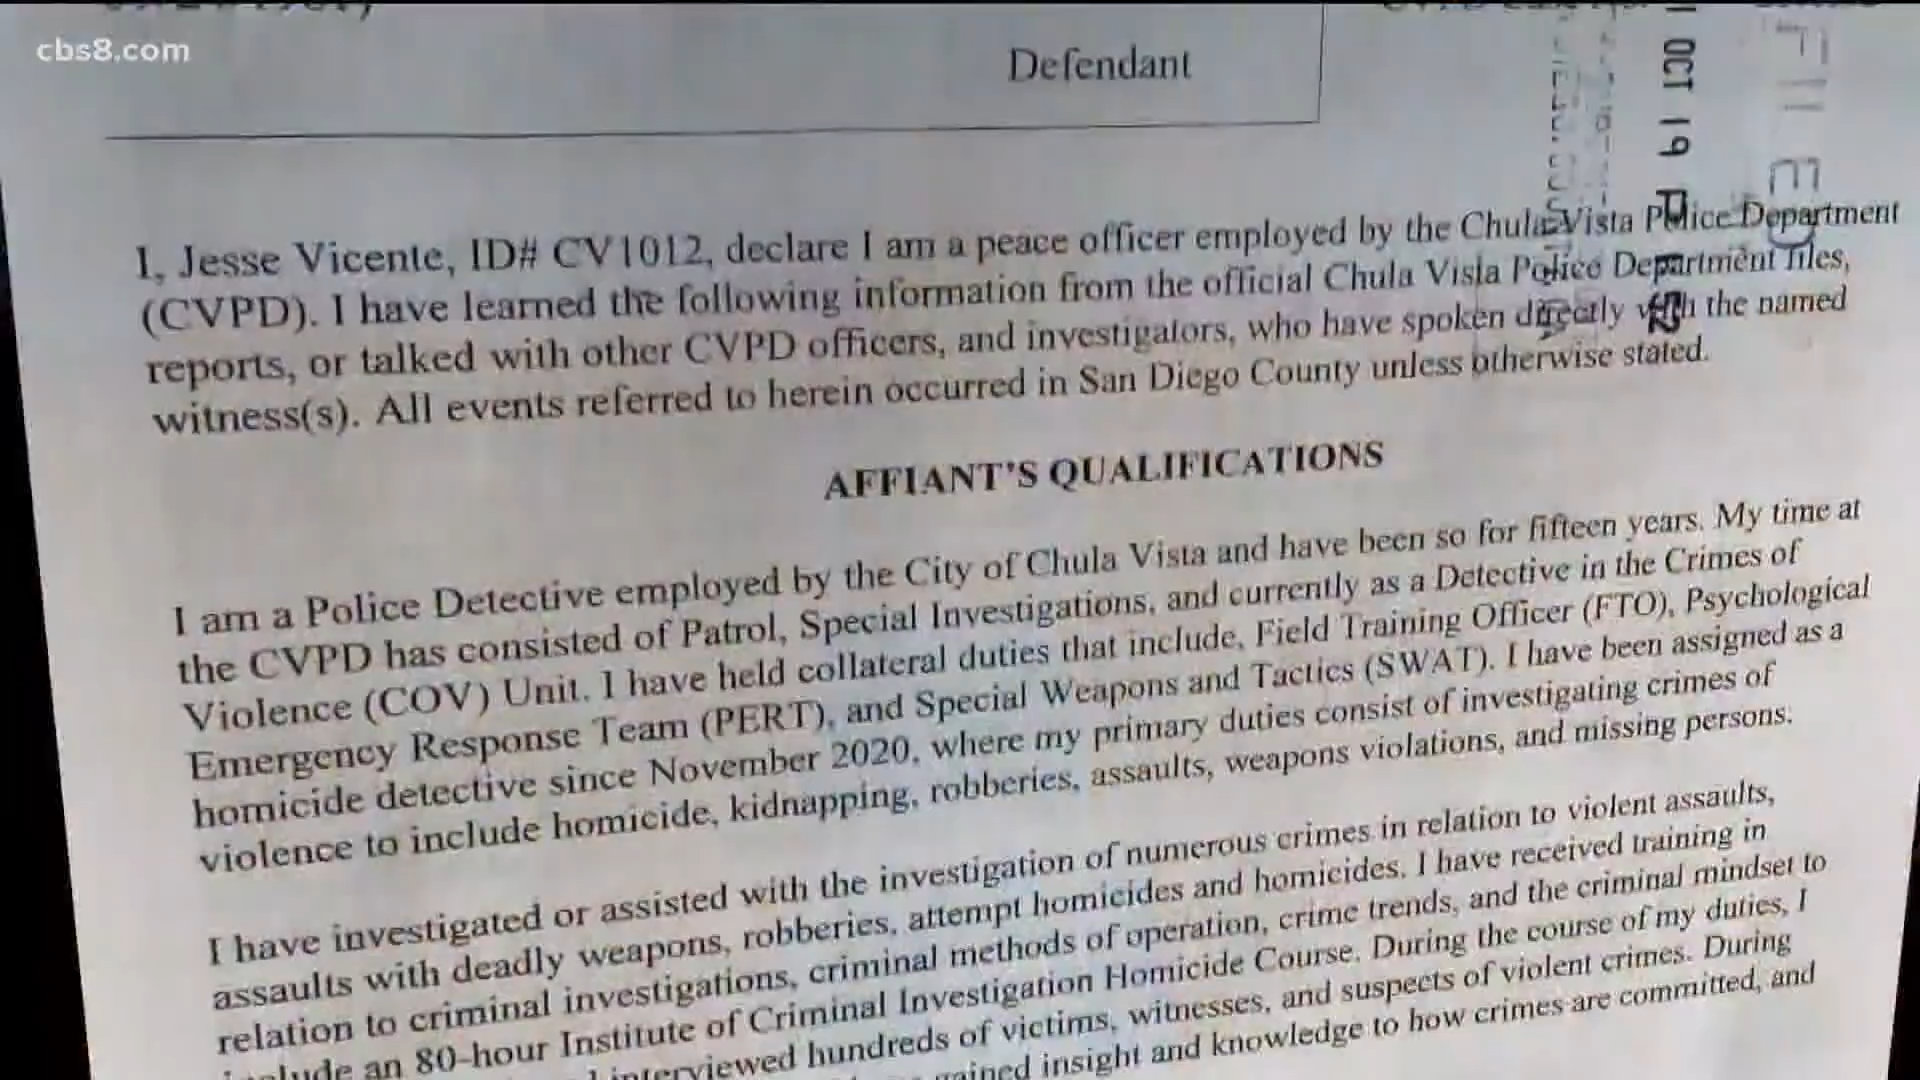 cbs8.com
Defendant
OCT 19 P
FILE
I, Jesse Vicente, ID# CV1012, declare I am a peace officer employed by the Chula Vista Police Department
(CVPD). I have learned the following information from the official Chula Vista Police Department files,
reports, or talked with other CVPD officers, and investigators, who have spoken directly with the named
witness(s). All events referred to herein occurred in San Diego County unless otherwise stated.
AFFIANT'S QUALIFICATIONS
I am a Police Detective employed by the City of Chula Vista and have been so for fifteen years. My time at
the CVPD has consisted of Patrol, Special Investigations, and currently as a Detective in the Crimes of
Violence (COV) Unit. I have held collateral duties that include, Field Training Officer (FTO), Psychological
Emergency Response Team (PERT), and Special Weapons and Tactics (SWAT). I have been assigned as a
homicide detective since November 2020, where my primary duties consist of investigating crimes of
violence to include homicide, kidnapping, robberies, assaults, weapons violations, and missing persons.
I have investigated or assisted with the investigation of numerous crimes in relation to violent assaults,
assaults with deadly weapons, robberies, attempt homicides and homicides. I have received training in
relation to criminal investigations, criminal methods of operation, crime trends, and the criminal mindset to
include an 80-hour Institute of Criminal Investigation Homicide Course. During the course of my duties, I
interviewed hundreds of victims, witnesses, and suspects of violent crimes. During
gained insight and knowledge to how crimes are committed, and